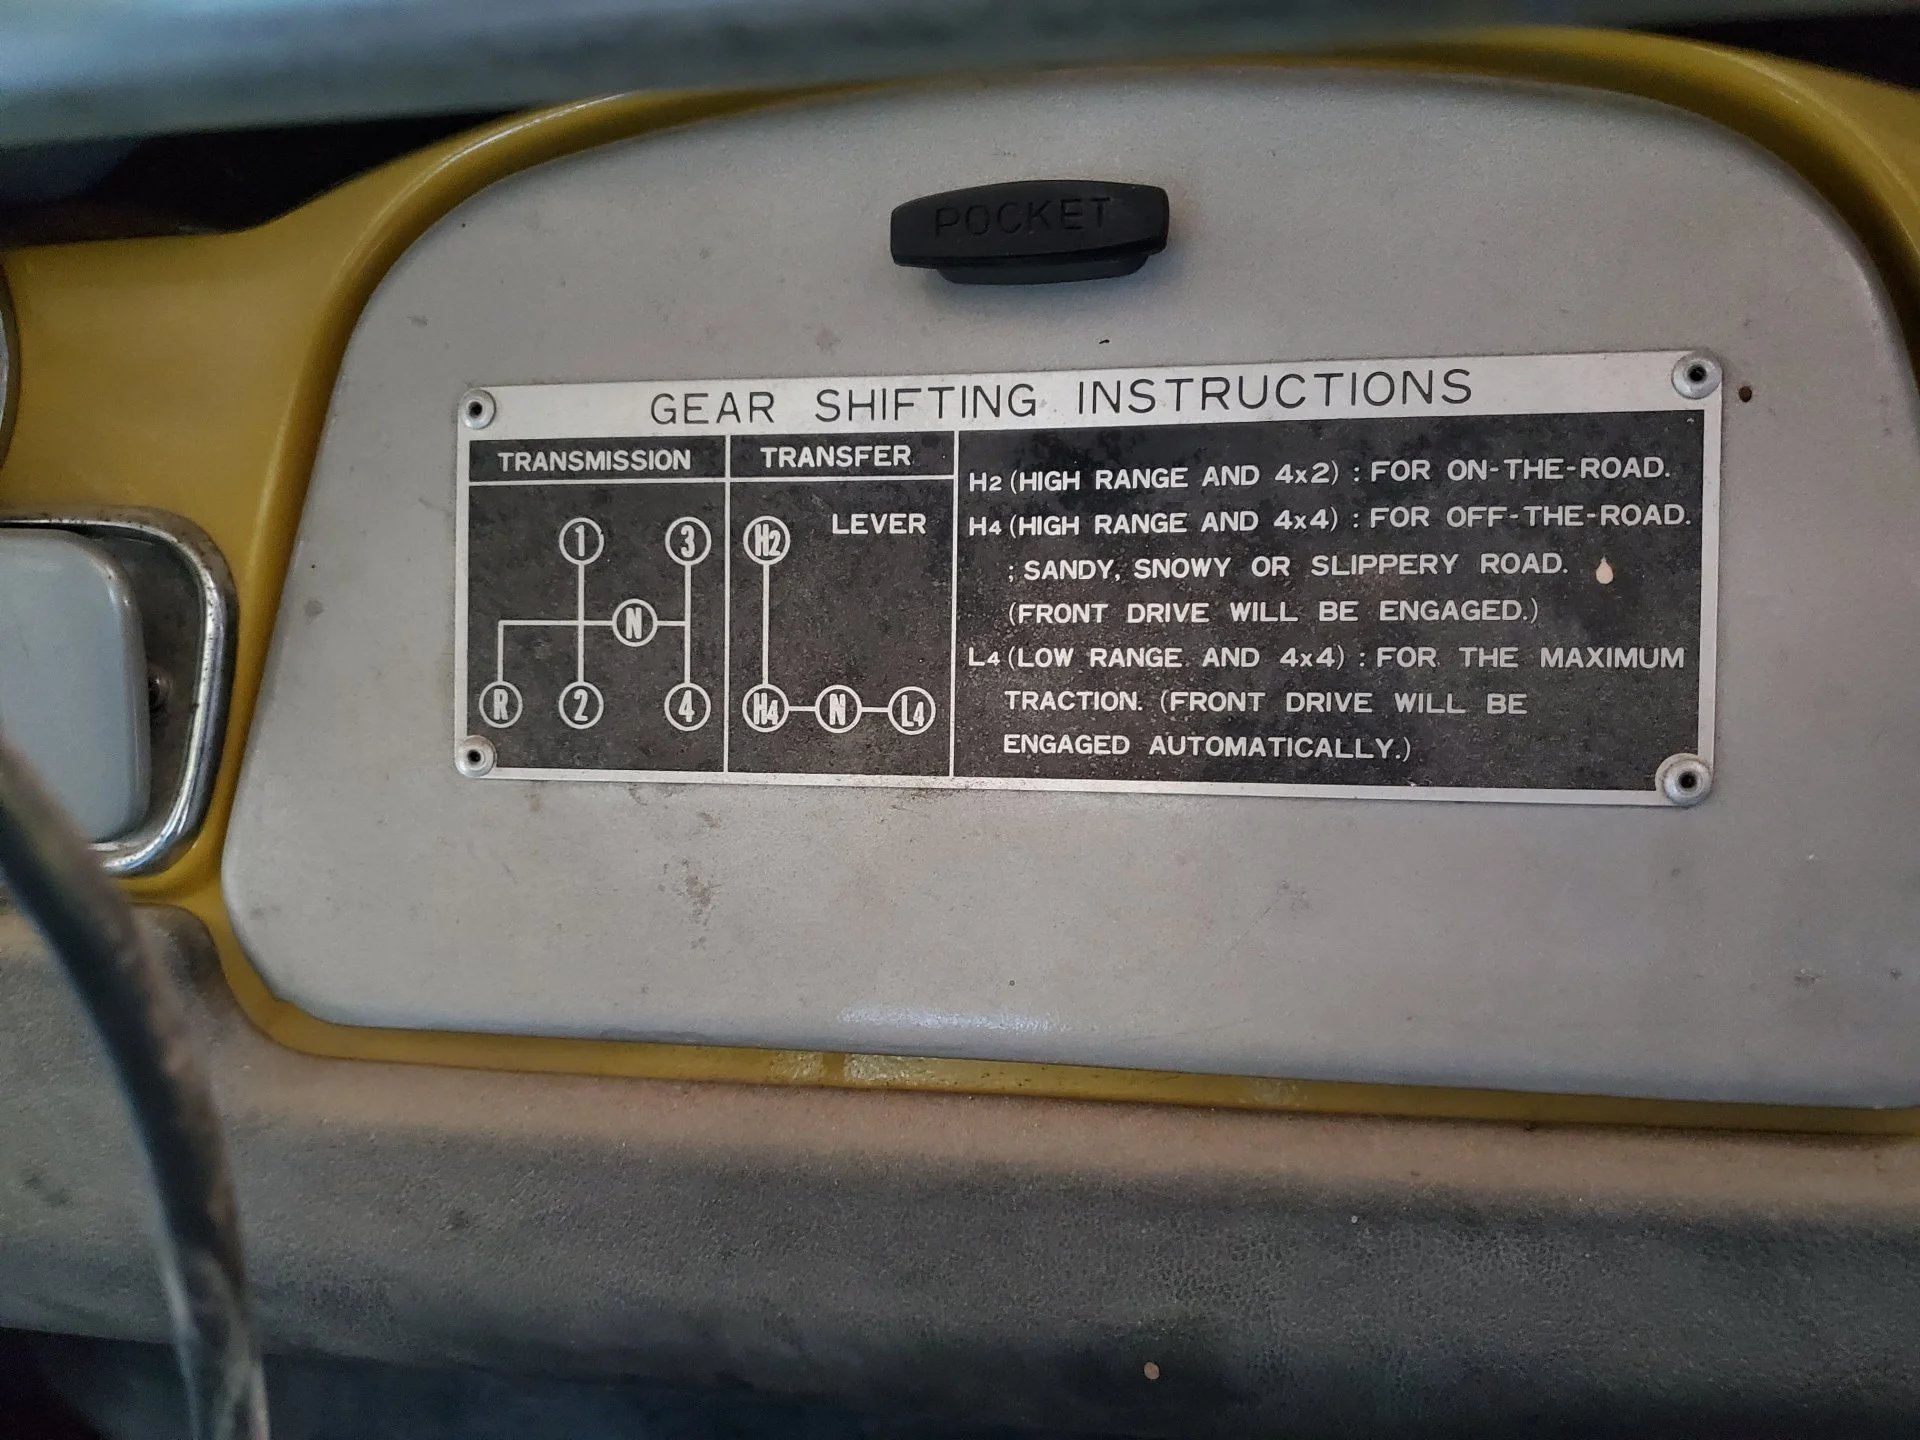 POCKET
GEAR SHIFTING INSTRUCTIONS
TRANSMISSION
1 3
N
R 2 4
TRANSFER
H2 LEVER
H4 N L4
H2 (HIGH RANGE AND 4x2) : FOR ON-THE-ROAD.
H4 (HIGH RANGE AND 4x4) : FOR OFF-THE-ROAD.
; SANDY, SNOWY OR SLIPPERY ROAD.
(FRONT DRIVE WILL BE ENGAGED.)
L4 (LOW RANGE AND 4x4) : FOR THE MAXIMUM
TRACTION. (FRONT DRIVE WILL BE
ENGAGED AUTOMATICALLY.)